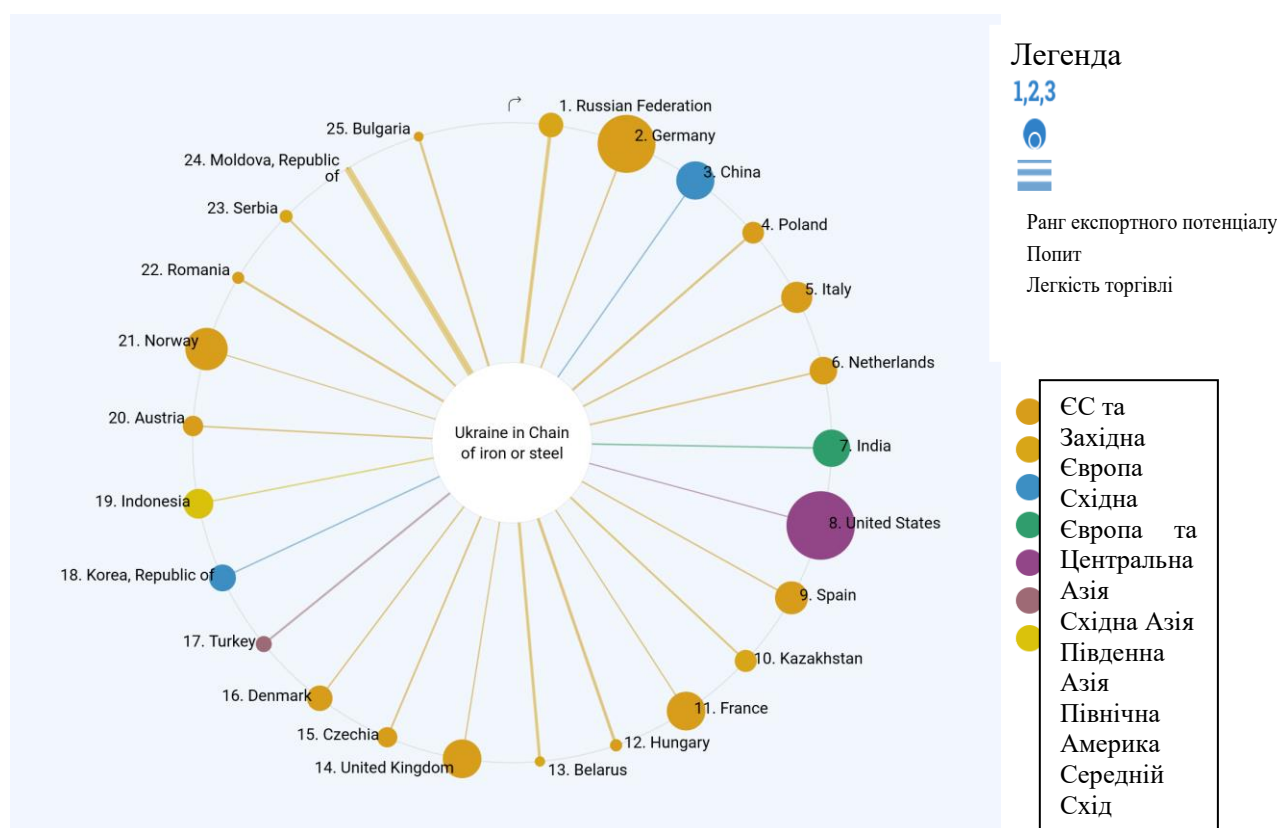 Легенда
1,2,3
Ранг експортного потенціалу
Попит
Легкість торгівлі
1. Russian Federation
2. Germany
3. China
4. Poland
5. Italy
6. Netherlands
7. India
8. United States
9. Spain
10. Kazakhstan
11. France
12. Hungary
13. Belarus
14. United Kingdom
15. Czechia
16. Denmark
17. Turkey
18. Korea, Republic of
19. Indonesia
20. Austria
21. Norway
22. Romania
23. Serbia
24. Moldova, Republic
of
25. Bulgaria
Ukraine in Chain
of iron or steel
ЄС та
Західна
Європа
Східна
Європа та
Центральна
Азія
Східна Азія
Південна
Азія
Північна
Америка
Середній
Схід